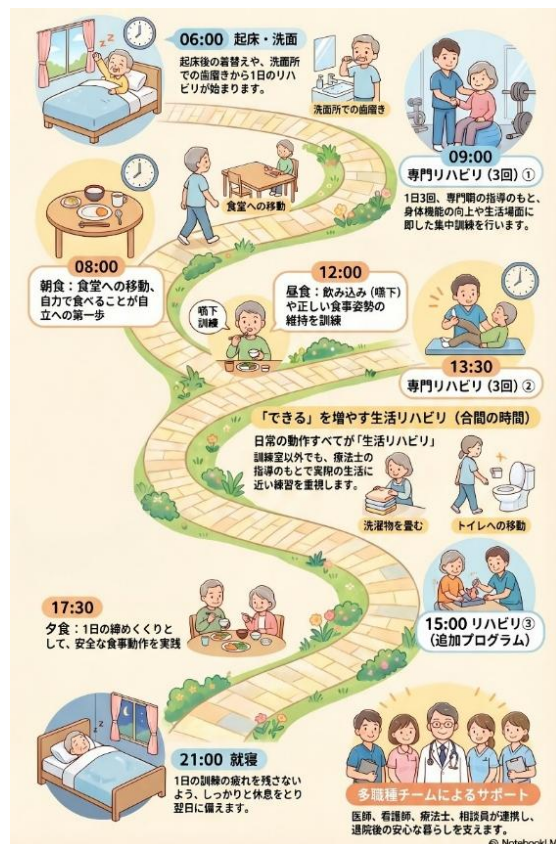 06:00 起床・洗面
起床後の着替えや、洗面所
での歯磨きから1日のリハ
ビリが始まります。
洗面所での歯磨き
09:00
専門リハビリ(3回)①
1日3回、専門職の指導のもと、
身体機能の向上や生活場面に
即した集中訓練を行います。
食堂への移動
08:00
朝食:食堂への移動、
自力で食べることが自
立への第一歩
12:00
昼食:飲み込み(嚥下)
や正しい食事姿勢の
維持を訓練
嚥下
訓練
13:30
専門リハビリ(3回)②
「できる」を増やす生活リハビリ(合間の時間)
日常の動作すべてが「生活リハビリ」
訓練室以外でも、療法士の
指導のもとで実際の生活に
近い練習を重視します。
洗濯物を畳む
トイレへの移動
17:30
夕食:1日の締めくくりと
して、安全な食事動作を実践
15:00 リハビリ③
(追加プログラム)
21:00 就寝
1日の訓練の疲れを残さない
よう、しっかりと休息をとり
翌日に備えます。
多職種チームによるサポート
医師、看護師、療法士、相談員が連携し、
退院後の安心な暮らしを支えます。